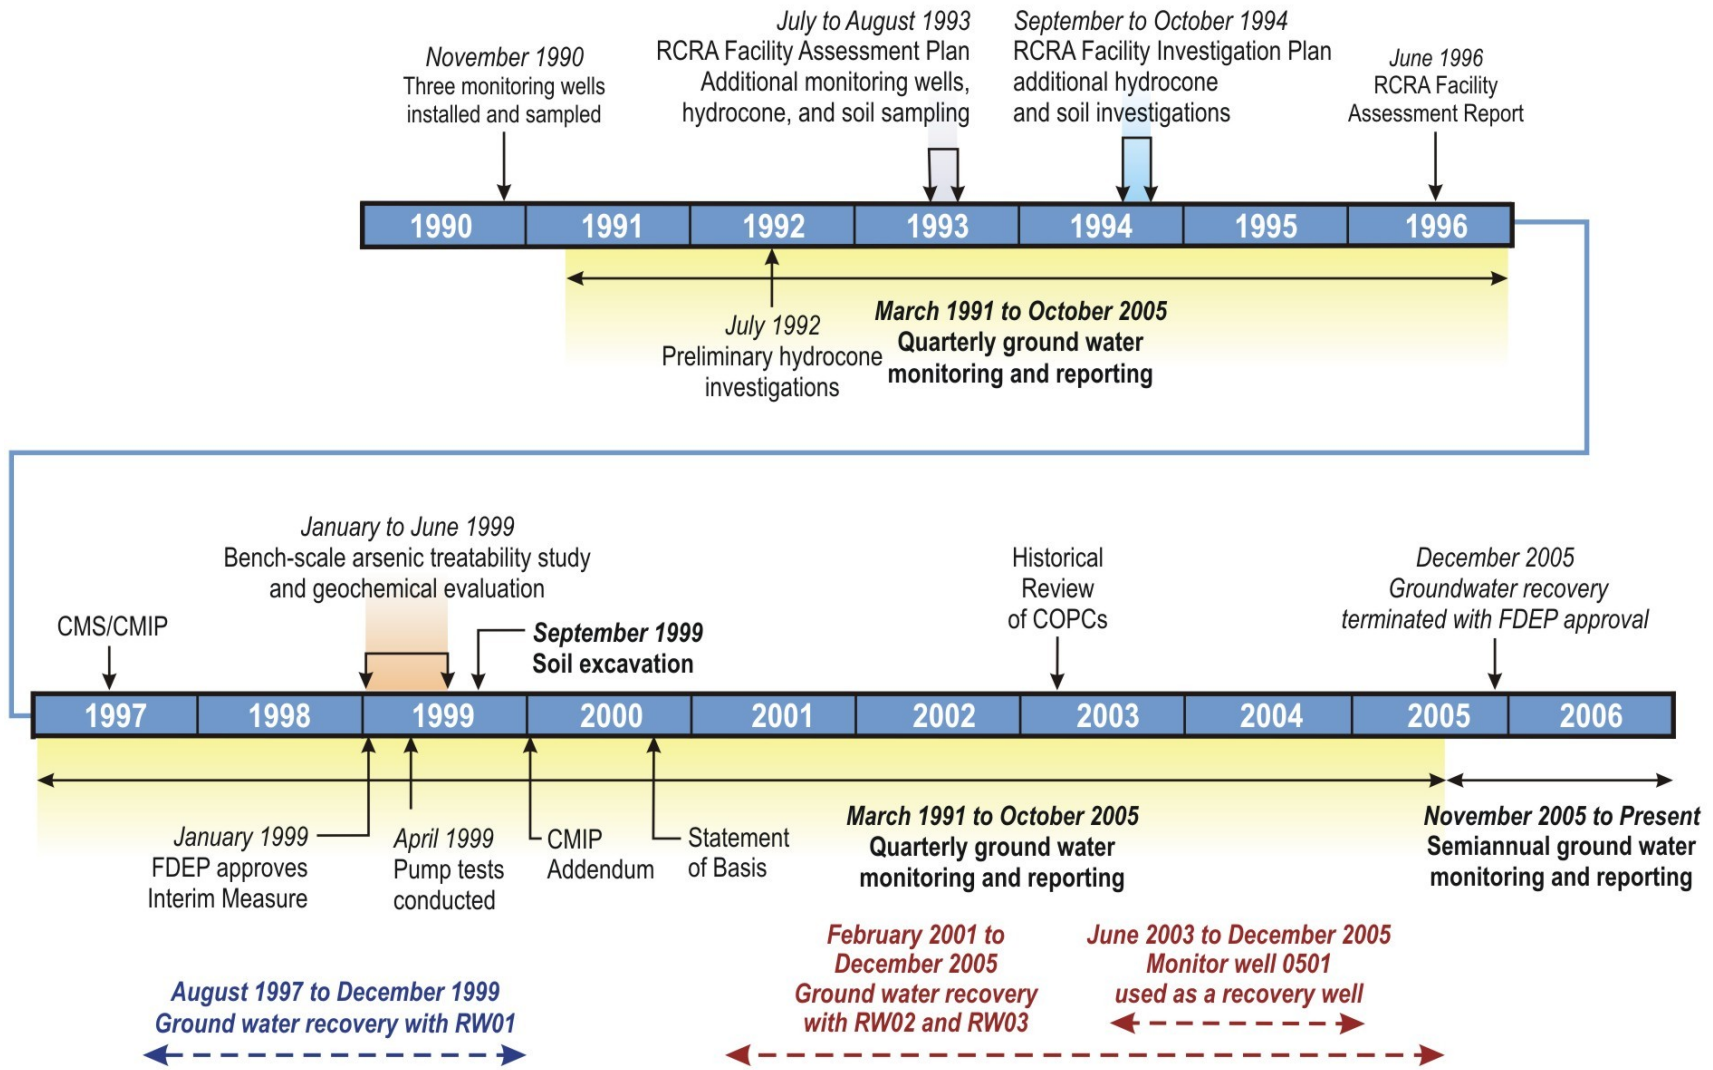 November 1990
Three monitoring wells
installed and sampled
July to August 1993
RCRA Facility Assessment Plan
Additional monitoring wells,
hydrocone, and soil sampling
September to October 1994
RCRA Facility Investigation Plan
additional hydrocone
and soil investigations
June 1996
RCRA Facility
Assessment Report
1990 1991 1992 1993 1994 1995 1996
July 1992
Preliminary hydrocone
investigations
March 1991 to October 2005
Quarterly ground water
monitoring and reporting
CMS/CMIP
January to June 1999
Bench-scale arsenic treatability study
and geochemical evaluation
September 1999
Soil excavation
Historical
Review
of COPCs
December 2005
Groundwater recovery
terminated with FDEP approval
1997 1998 1999 2000 2001 2002 2003 2004 2005 2006
January 1999
FDEP approves
Interim Measure
April 1999
Pump tests
conducted
CMIP
Addendum
Statement
of Basis
March 1991 to October 2005
Quarterly ground water
monitoring and reporting
November 2005 to Present
Semiannual ground water
monitoring and reporting
August 1997 to December 1999
Ground water recovery with RW01
February 2001 to
December 2005
Ground water recovery
with RW02 and RW03
June 2003 to December 2005
Monitor well 0501
used as a recovery well